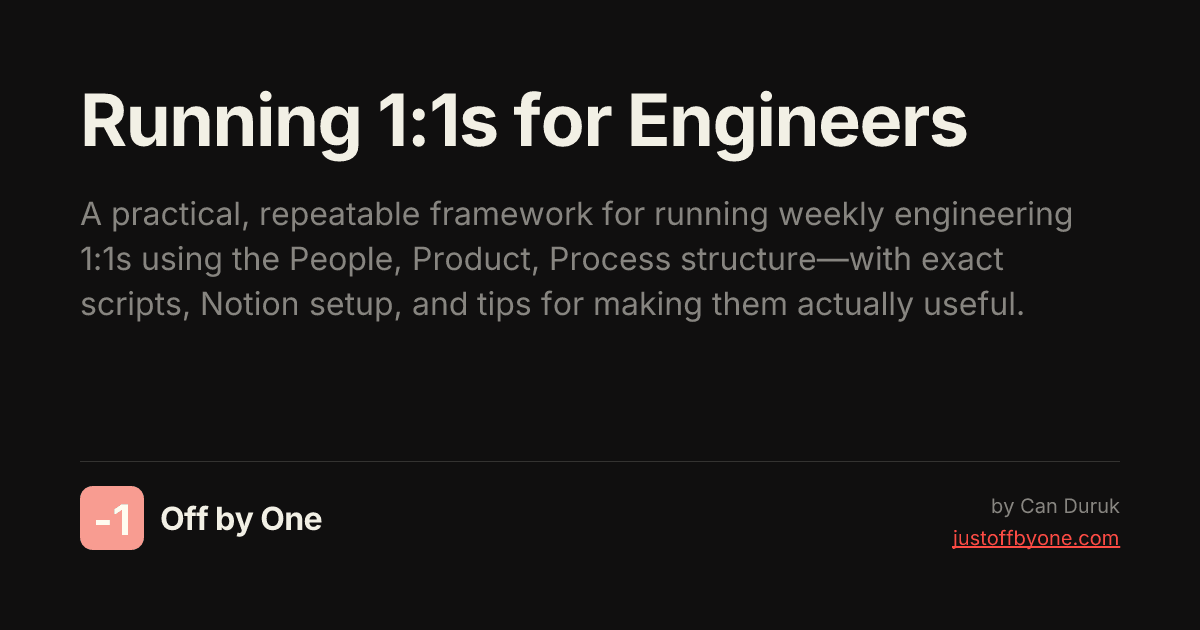 Running 1:1s for Engineers
A practical, repeatable framework for running weekly engineering
1:1s using the People, Product, Process structure—with exact
scripts, Notion setup, and tips for making them actually useful.
-1
Off by One
by Can Duruk
justoffbyone.com